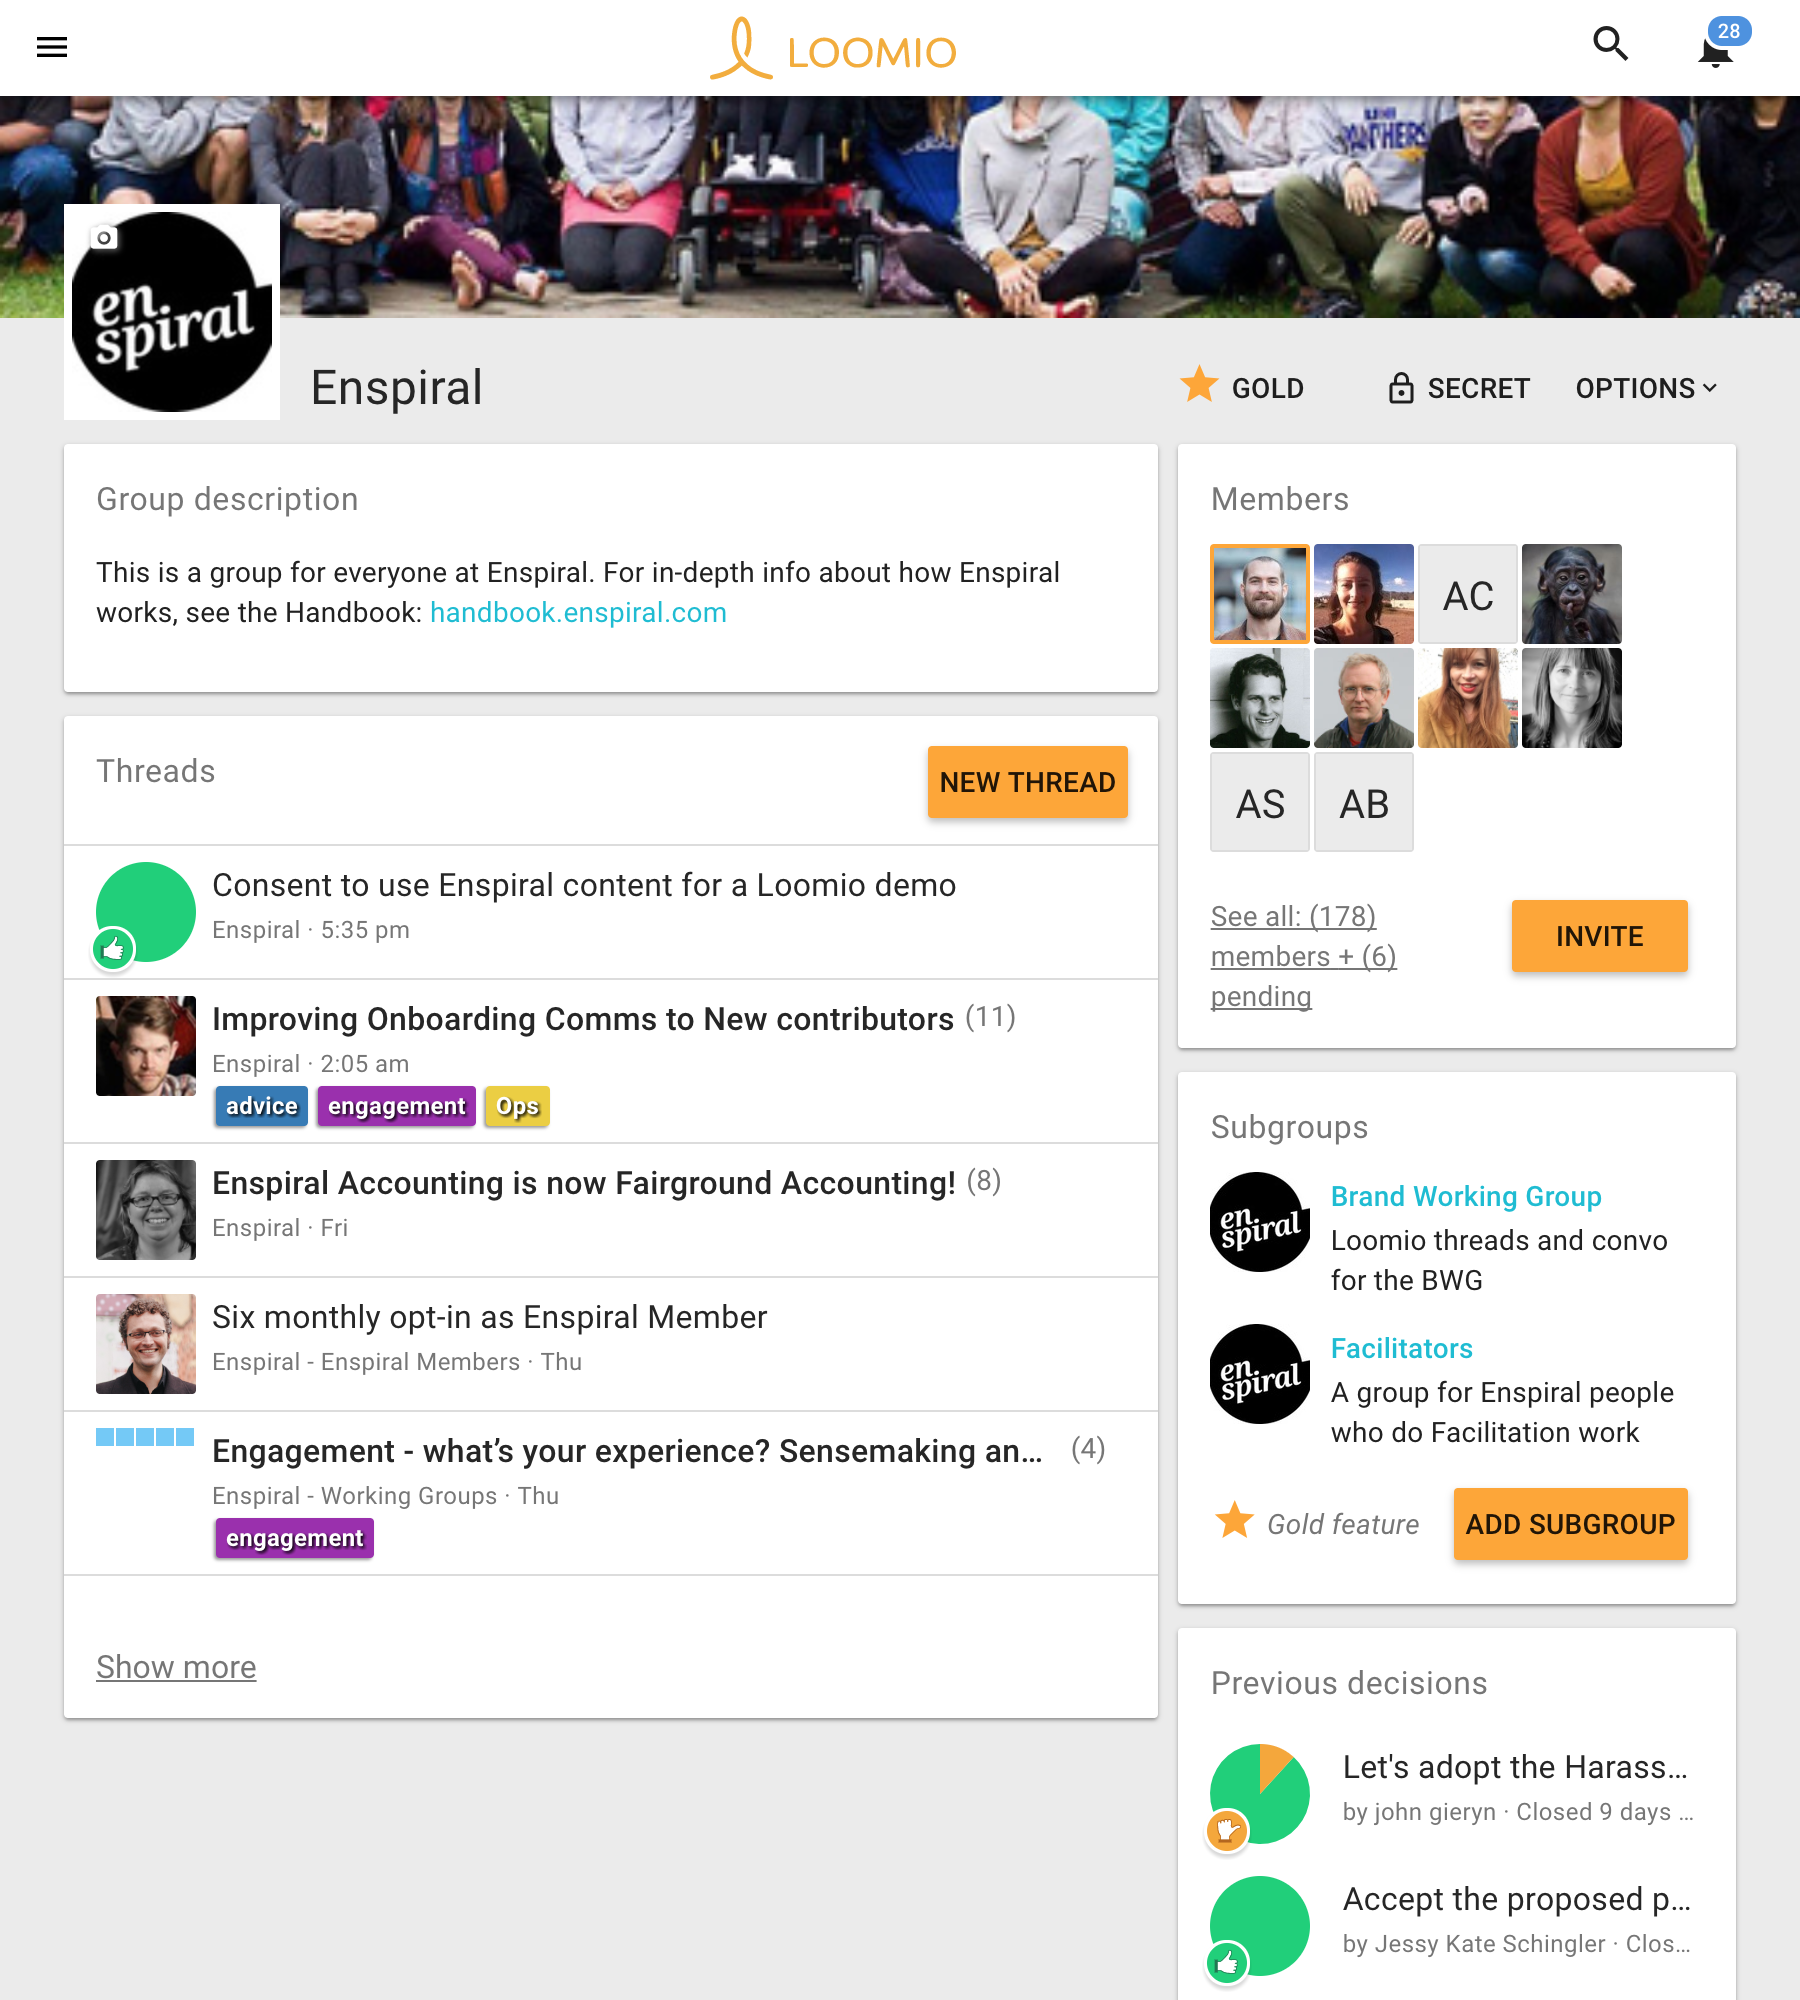 LOOMIO
28
PANTHERS
en
spiral
Enspiral
GOLD
SECRET
OPTIONS
Group description
This is a group for everyone at Enspiral. For in-depth info about how Enspiral
works, see the Handbook: handbook.enspiral.com
Threads
NEW THREAD
Consent to use Enspiral content for a Loomio demo
Enspiral · 5:35 pm
Improving Onboarding Comms to New contributors (11)
Enspiral · 2:05 am
advice engagement Ops
Enspiral Accounting is now Fairground Accounting! (8)
Enspiral · Fri
Six monthly opt-in as Enspiral Member
Enspiral - Enspiral Members · Thu
Engagement - what’s your experience? Sensemaking an... (4)
Enspiral - Working Groups · Thu
engagement
Show more
Members
AC
AS
AB
See all: (178)
members + (6)
pending
INVITE
Subgroups
en
spiral
Brand Working Group
Loomio threads and convo
for the BWG
en
spiral
Facilitators
A group for Enspiral people
who do Facilitation work
Gold feature
ADD SUBGROUP
Previous decisions
Let's adopt the Harass...
by john gieryn · Closed 9 days ...
Accept the proposed p...
by Jessy Kate Schingler · Clos...